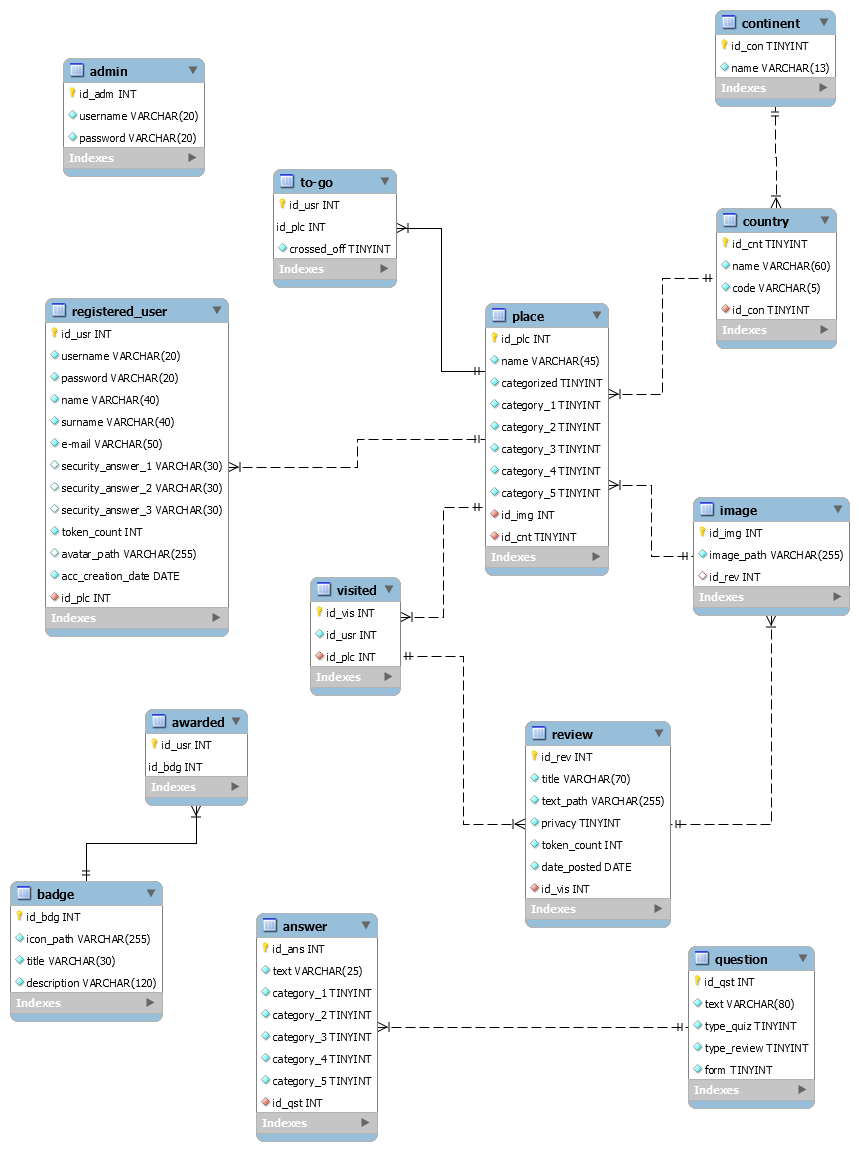 continent
id_con TINYINT
name VARCHAR(13)
Indexes
admin
id_adm INT
username VARCHAR(20)
password VARCHAR(20)
Indexes
to-go
id_usr INT
id_plc INT
crossed_off TINYINT
Indexes
country
id_cnt TINYINT
name VARCHAR(60)
code VARCHAR(5)
id_con TINYINT
Indexes
registered_user
id_usr INT
username VARCHAR(20)
password VARCHAR(20)
name VARCHAR(40)
surname VARCHAR(40)
e-mail VARCHAR(50)
security_answer_1 VARCHAR(30)
security_answer_2 VARCHAR(30)
security_answer_3 VARCHAR(30)
token_count INT
avatar_path VARCHAR(255)
acc_creation_date DATE
id_plc INT
Indexes
place
id_plc INT
name VARCHAR(45)
categorized TINYINT
category_1 TINYINT
category_2 TINYINT
category_3 TINYINT
category_4 TINYINT
category_5 TINYINT
id_img INT
id_cnt TINYINT
Indexes
image
id_img INT
image_path VARCHAR(255)
id_rev INT
Indexes
visited
id_vis INT
id_usr INT
id_plc INT
Indexes
awarded
id_usr INT
id_bdg INT
Indexes
review
id_rev INT
title VARCHAR(70)
text_path VARCHAR(255)
privacy TINYINT
token_count INT
date_posted DATE
id_vis INT
Indexes
badge
id_bdg INT
icon_path VARCHAR(255)
title VARCHAR(30)
description VARCHAR(120)
Indexes
answer
id_ans INT
text VARCHAR(25)
category_1 TINYINT
category_2 TINYINT
category_3 TINYINT
category_4 TINYINT
category_5 TINYINT
id_qst INT
Indexes
question
id_qst INT
text VARCHAR(80)
type_quiz TINYINT
type_review TINYINT
form TINYINT
Indexes